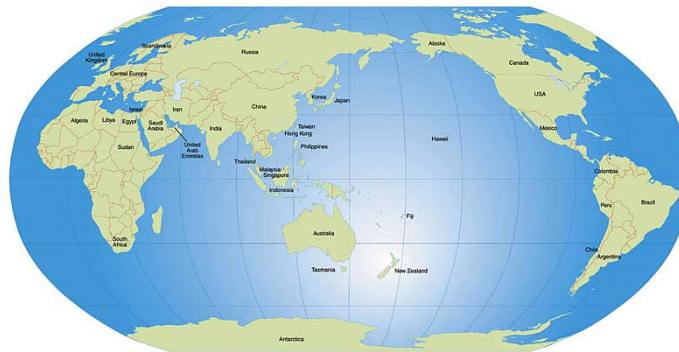 Alaska
Scandinavia
Russia
United
Kingdom
Canada
Central Europe
USA
Korea
Japan
China
Israel
Iran
Algeria
Libya
Egypt
Saudi
Arabia
India
Taiwan
Hong Kong
Mexico
Hawaii
United
Arab
Emirates
Sudan
Philippines
Thailand
Malaysia
Singapore
Colombia
Indonesia
Peru
Brazil
Fiji
Australia
South
Africa
Chile
Argentina
Tasmania
New Zealand
Antarctica